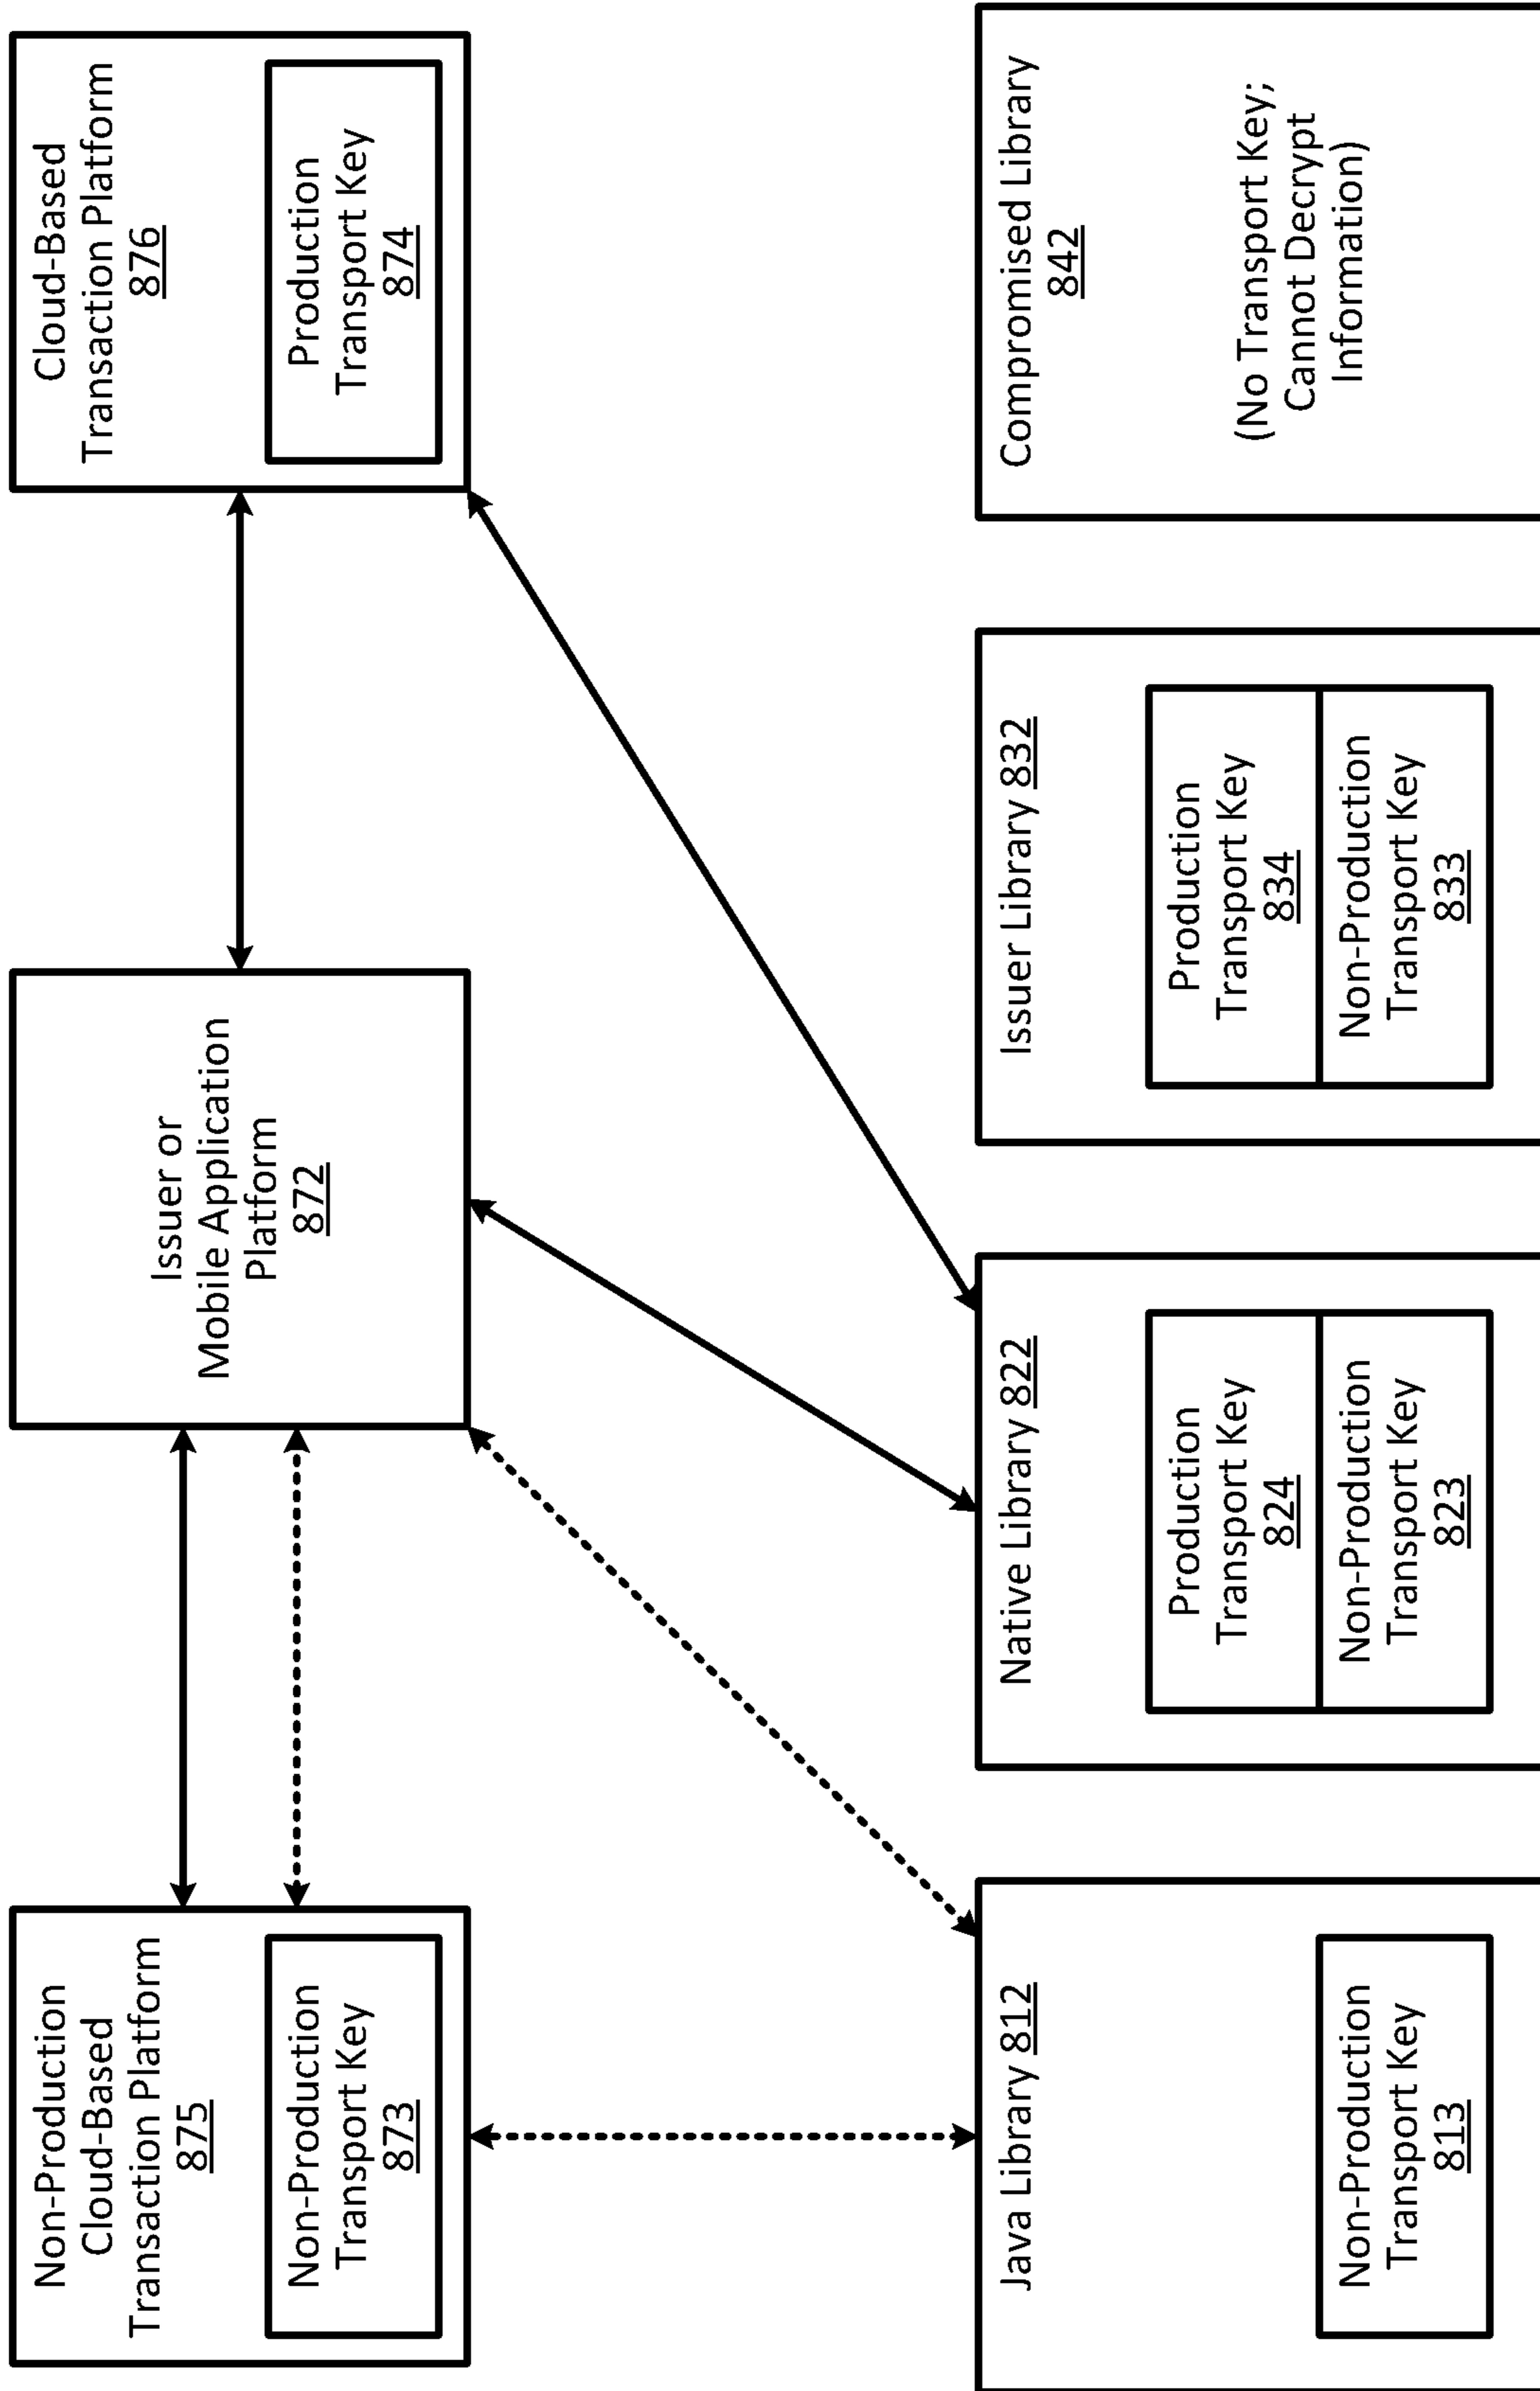 Non-Production
Cloud-Based
Transaction Platform
875
Non-Production
Transport Key
873
Issuer or
Mobile Application
Platform
872
Cloud-Based
Transaction Platform
876
Production
Transport Key
874
Java Library 812
Non-Production
Transport Key
813
Native Library 822
Production
Transport Key
824
Non-Production
Transport Key
823
Issuer Library 832
Production
Transport Key
834
Non-Production
Transport Key
833
Compromised Library
842
(No Transport Key;
Cannot Decrypt
Information)